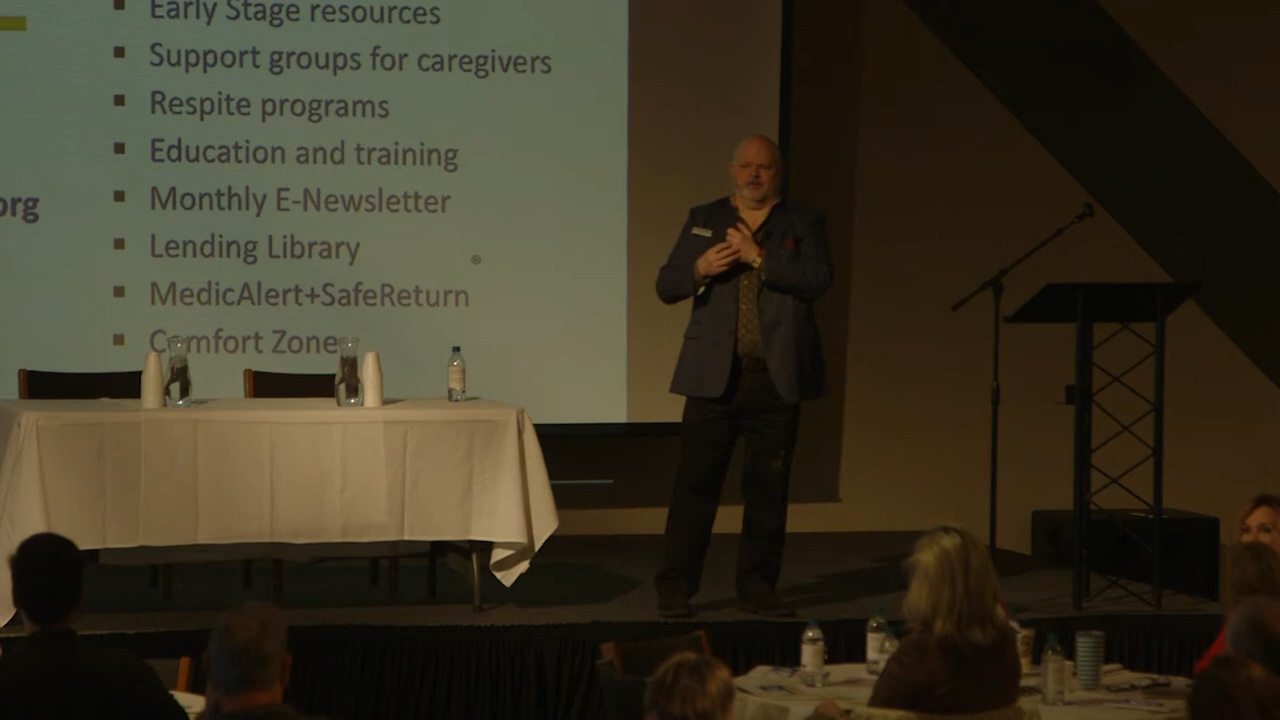 Early Stage resources
Support groups for caregivers
Respite programs
Education and training
org
Monthly E-Newsletter
Lending Library
MedicAlert+SafeReturn
Comfort Zone